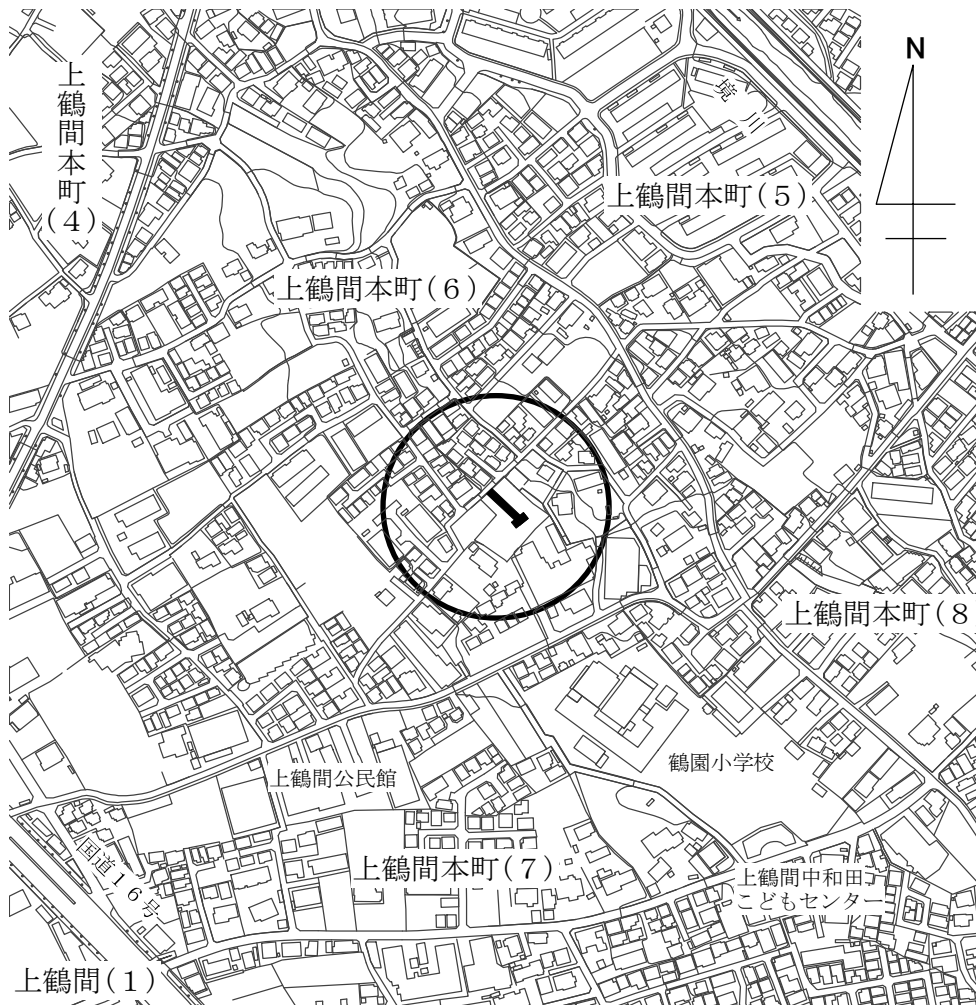 N
上鶴間本町
(4)
上鶴間本町(5)
境川
上鶴間本町(6)
上鶴間本町(8
鶴園小学校
上鶴間公民館
国道16号
上鶴間本町(7)
上鶴間中和田
こどもセンター
上鶴間(1)